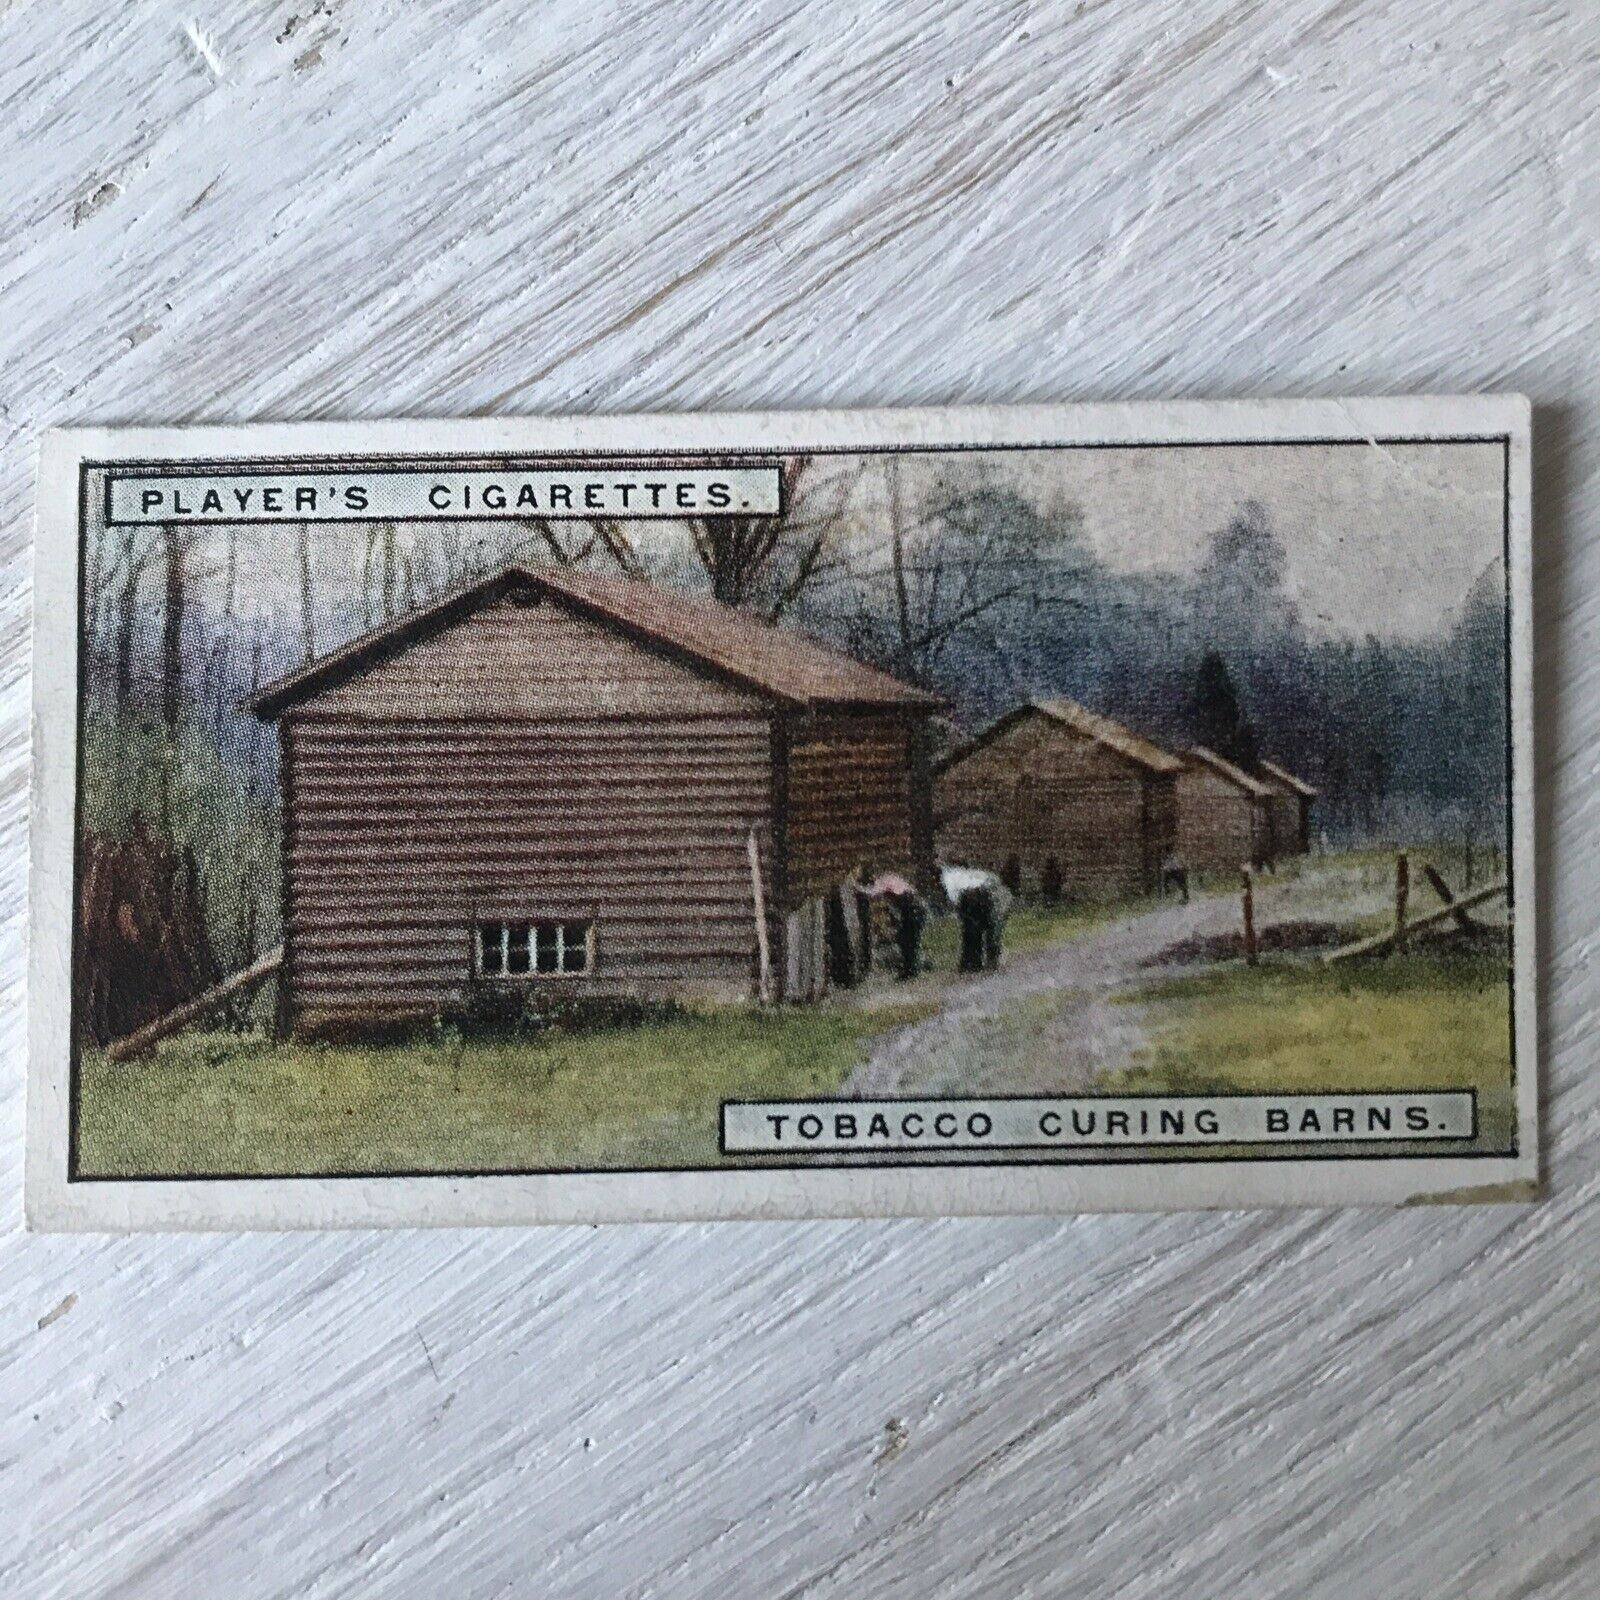 PLAYER'S CIGARETTES.
TOBACCO CURING BARNS.